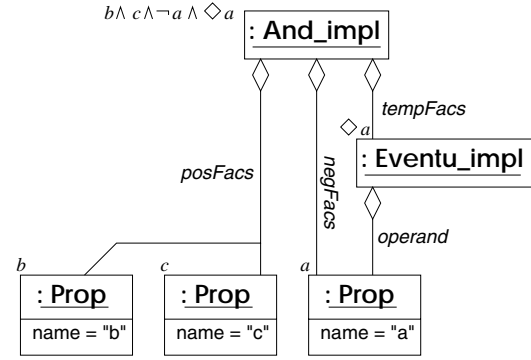 b ∧ c ∧ ¬ a ∧ ◇ a
: And_impl
tempFacs
◇ a
: Eventu_impl
posFacs
negFacs
operand
b
c
a
: Prop
: Prop
: Prop
name = "b"
name = "c"
name = "a"